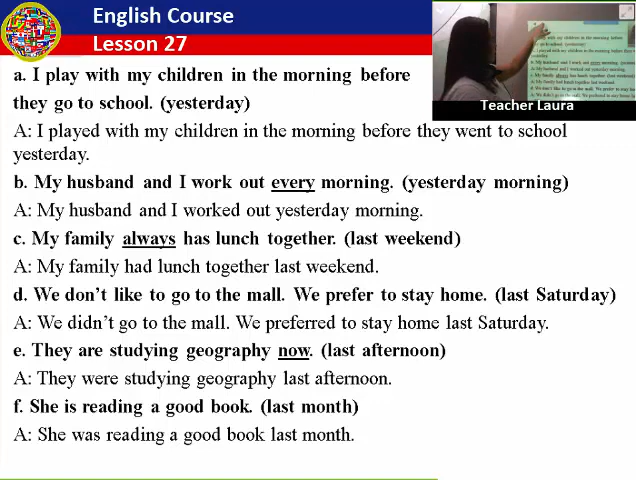 English Course
Lesson 27
Teacher Laura
a. I play with my children in the morning before
they go to school. (yesterday)
A: I played with my children in the morning before they went to school
yesterday.
b. My husband and I work out every morning. (yesterday morning)
A: My husband and I worked out yesterday morning.
c. My family always has lunch together. (last weekend)
A: My family had lunch together last weekend.
d. We don't like to go to the mall. We prefer to stay home. (last Saturday)
A: We didn't go to the mall. We preferred to stay home last Saturday.
e. They are studying geography now. (last afternoon)
A: They were studying geography last afternoon.
f. She is reading a good book. (last month)
A: She was reading a good book last month.